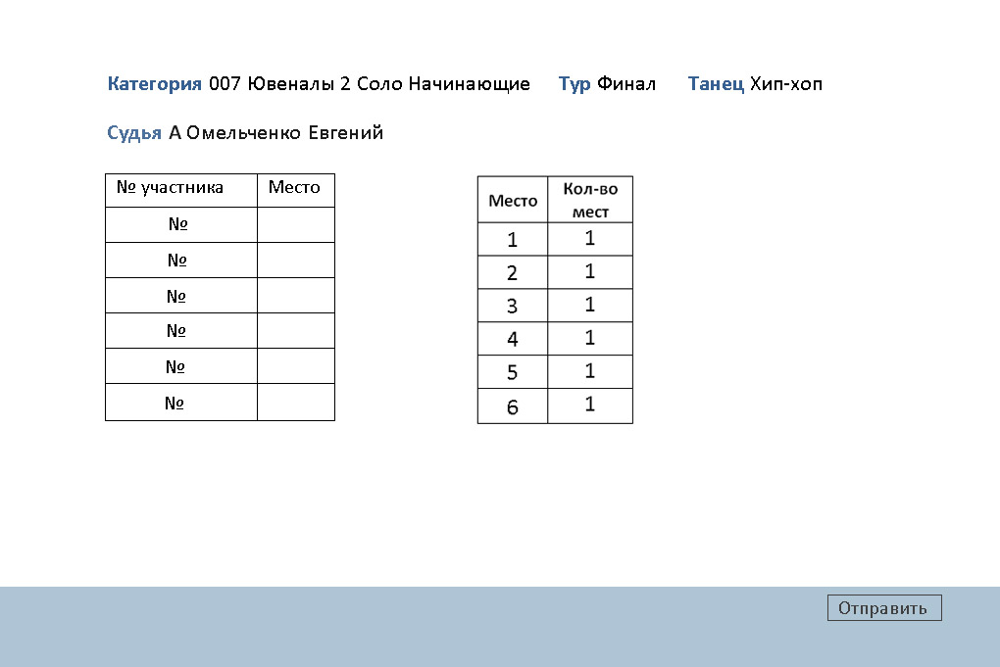 Категория 007 Ювеналы 2 Соло Начинающие Тур Финал Танец Хип-хоп
Судья А Омельченко Евгений
№ участника Место
№
№
№
№
№
№
Место Кол-во мест
1 1
2 1
3 1
4 1
5 1
6 1
Отправить